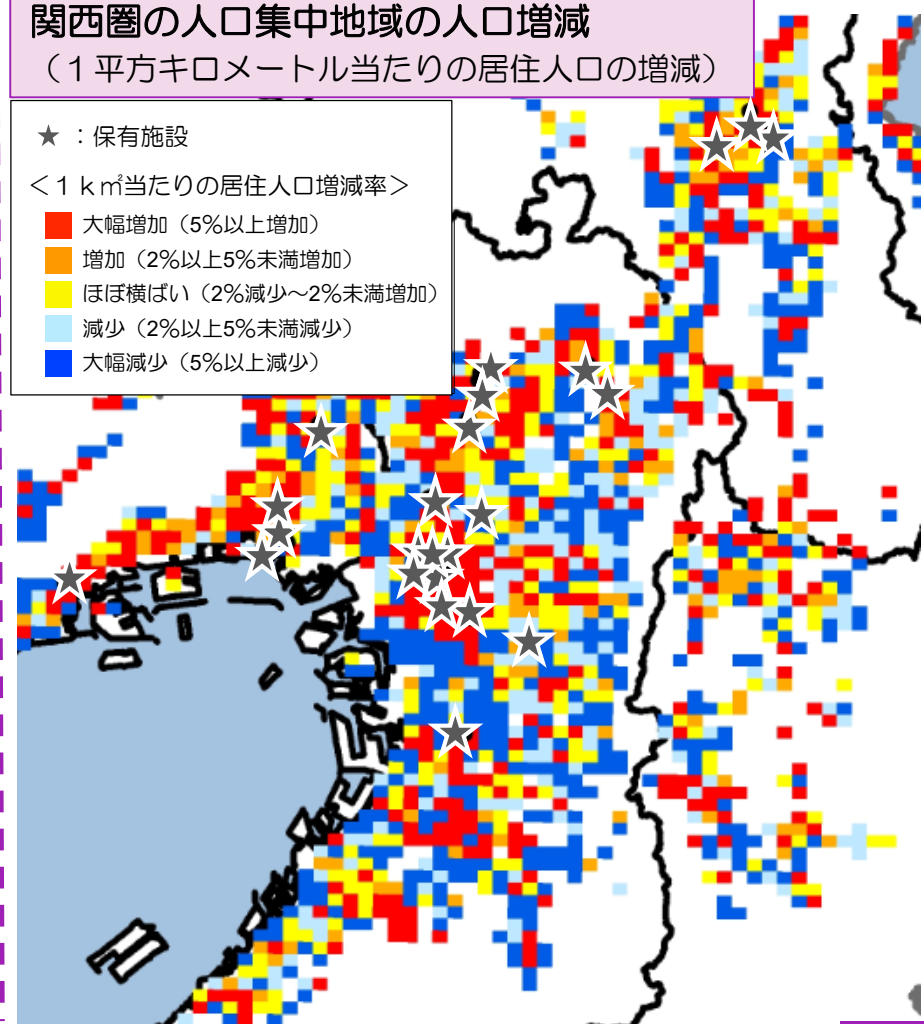 関西圏の人口集中地域の人口増減
（１平方キロメートル当たりの居住人口の増減）
★：保有施設
＜１ｋ㎡当たりの居住人口増減率＞
大幅増加（5％以上増加）
増加（2％以上5％未満増加）
ほぼ横ばい（2％減少～2％未満増加）
減少（2％以上5％未満減少）
大幅減少（5％以上減少）